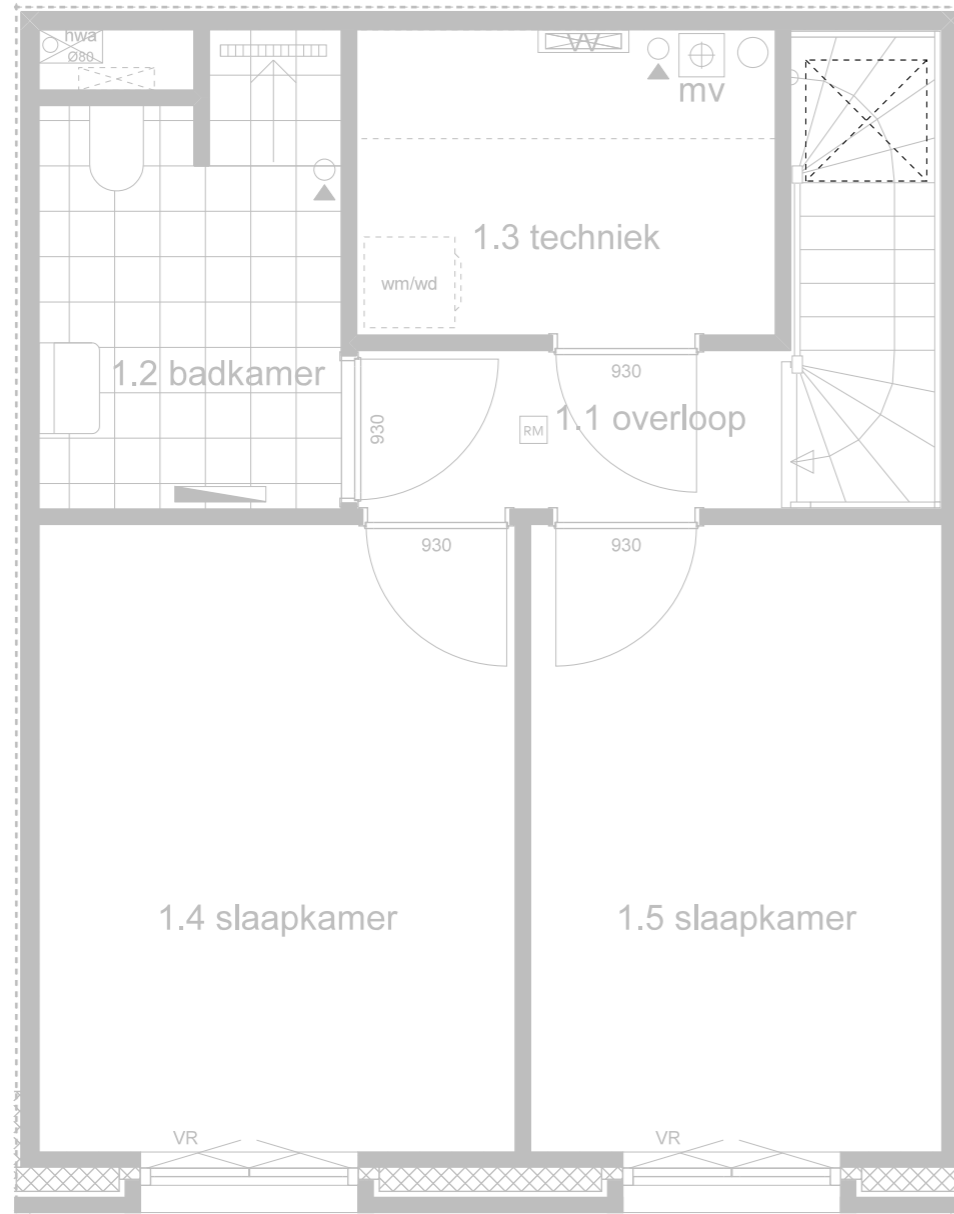 hwa
Ø80
mv
1.3 techniek
wm/wd
1.2 badkamer
930
930
RM
1.1 overloop
930
930
1.4 slaapkamer
1.5 slaapkamer
VR
VR